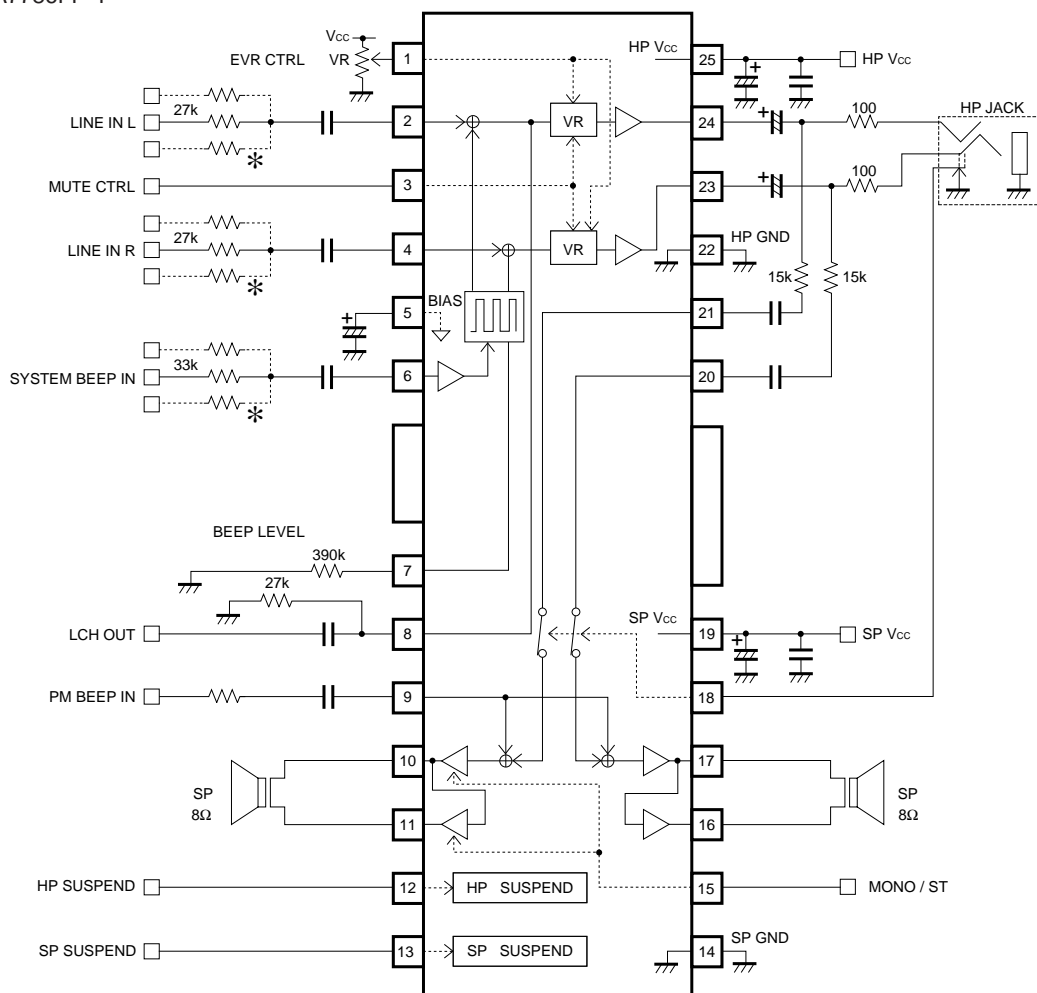 Vcc
VR
EVR CTRL
1
HP Vcc
25
HP Vcc
27k
LINE IN L
2
VR
24
100
HP JACK
*
MUTE CTRL
3
23
100
27k
LINE IN R
4
VR
22
HP GND
*
15k
15k
BIAS
5
21
33k
SYSTEM BEEP IN
6
20
*
BEEP LEVEL
390k
7
27k
LCH OUT
8
SP Vcc
19
SP Vcc
PM BEEP IN
9
18
10
17
SP
8Ω
SP
8Ω
11
16
HP SUSPEND
12
HP SUSPEND
15
MONO / ST
SP SUSPEND
13
SP SUSPEND
14
SP GND